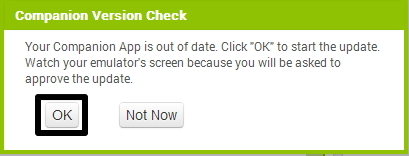 Companion Version Check
Your Companion App is out of date. Click "OK" to start the update.
Watch your emulator's screen because you will be asked to
approve the update.
OK
Not Now